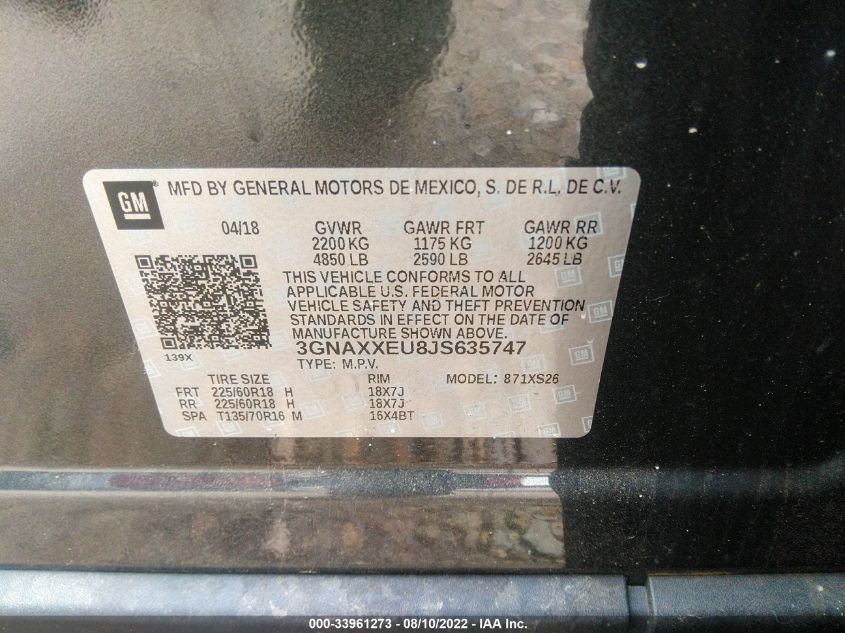 GM
MFD BY GENERAL MOTORS DE MEXICO, S. DE R.L. DE C.V.
04/18 GVWR GAWR FRT GAWR RR
2200 KG 1175 KG 1200 KG
4850 LB 2590 LB 2645 LB
THIS VEHICLE CONFORMS TO ALL
APPLICABLE U.S. FEDERAL MOTOR
VEHICLE SAFETY AND THEFT PREVENTION
STANDARDS IN EFFECT ON THE DATE OF
MANUFACTURE SHOWN ABOVE.
139X
3GNAXXEU8JS635747
TYPE: M.P.V.
TIRE SIZE RIM MODEL: 871XS26
FRT 225/60R18 H 18X7J
RR 225/60R18 H 18X7J
SPA T135/70R16 M 16X4BT
000-33961273 - 08/10/2022 - IAA Inc.